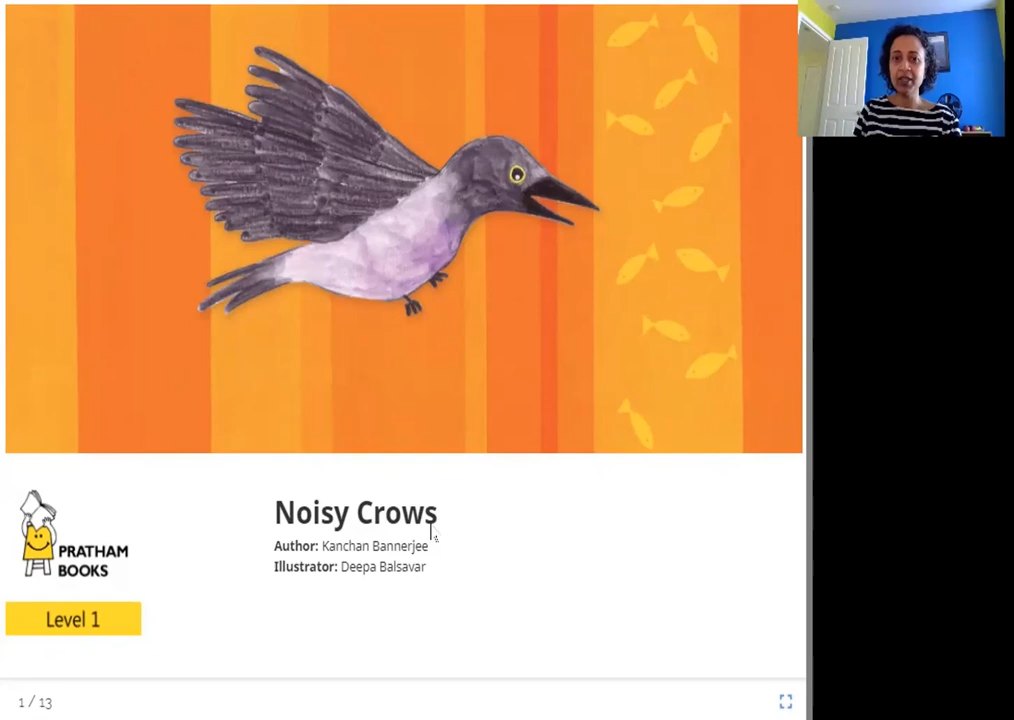 Noisy Crows
Author: Kanchan Bannerjee
Illustrator: Deepa Balsavar
PRATHAM
BOOKS
Level 1
1 / 13